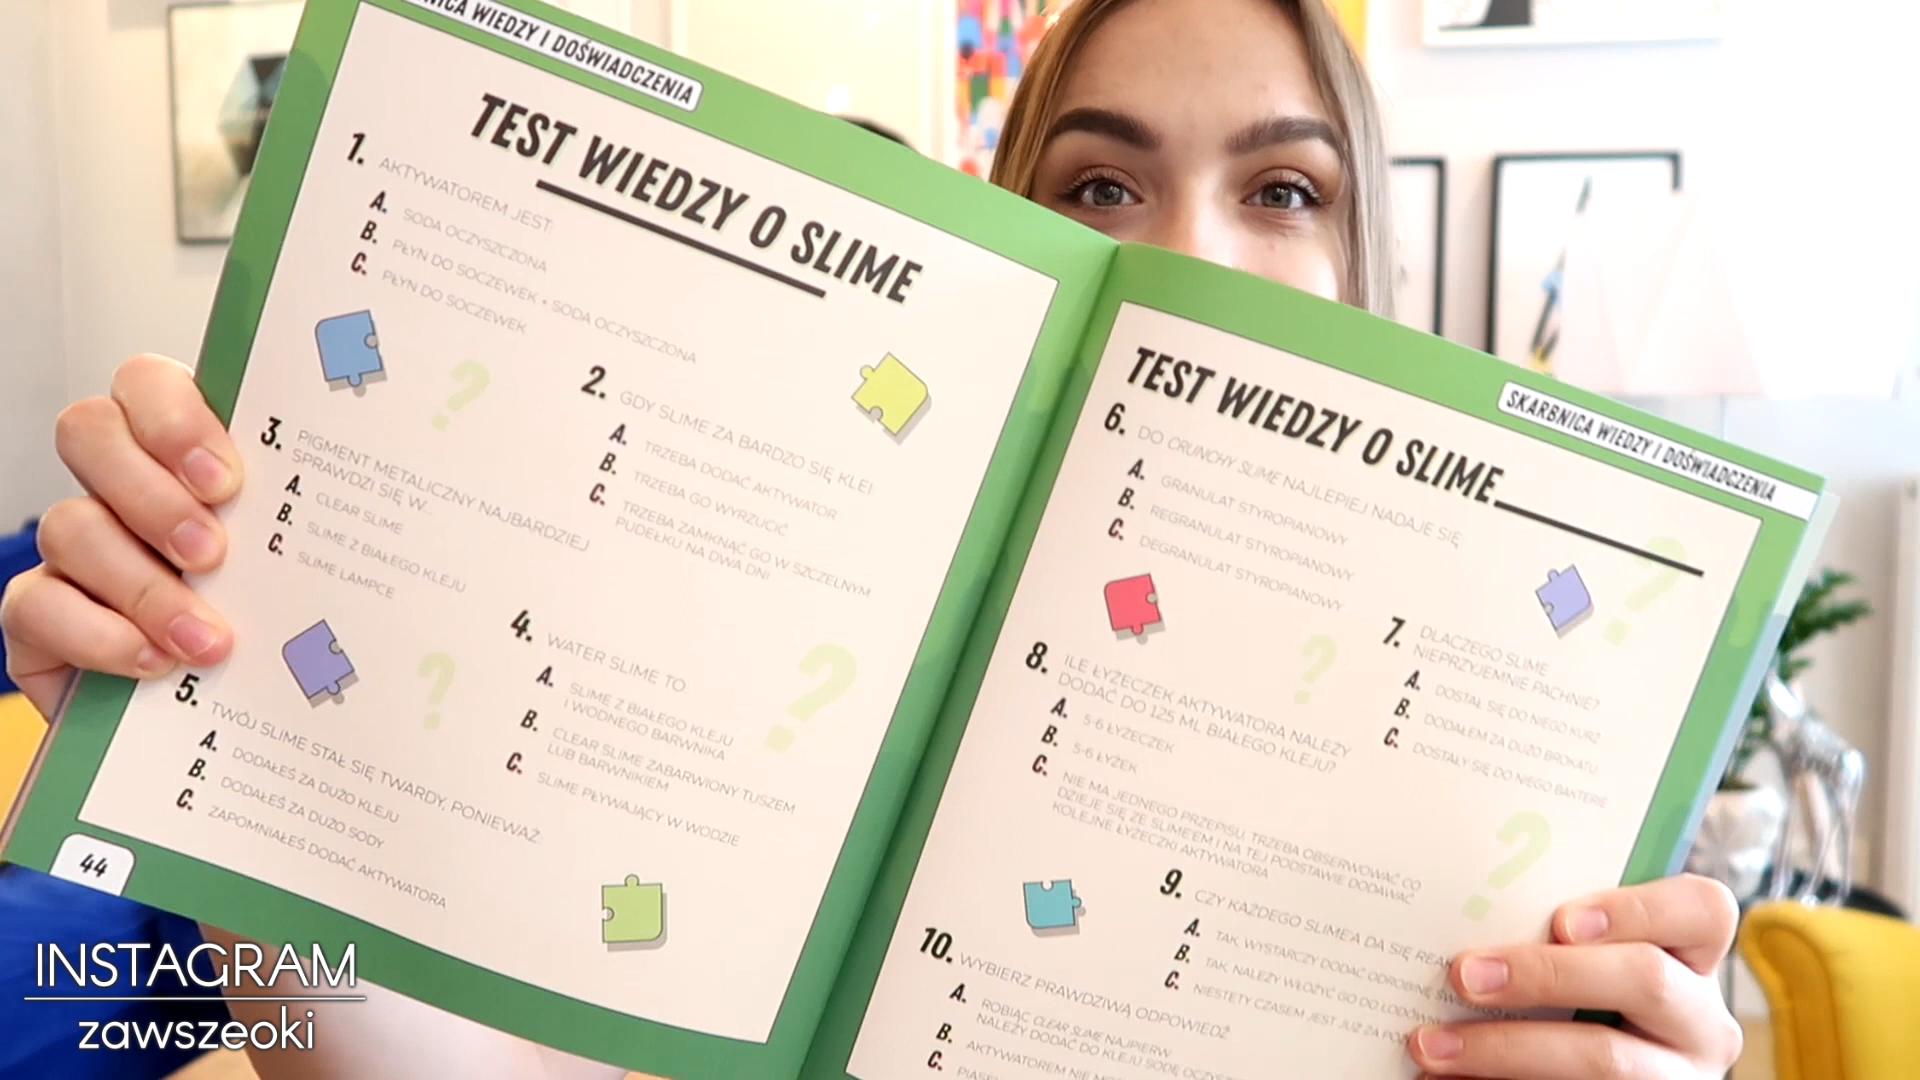 WIEDZY I DOŚWIADCZENIA
TEST WIEDZY O SLIME
1. AKTYWATOREM JEST:
A. SODA OCZYSZCZONA
B. PŁYN DO SOCZEWEK + SODA OCZYSZCZONA
C. PŁYN DO SOCZEWEK
2. GDY SLIME ZA BARDZO SIĘ KLEI
A. TRZEBA DODAĆ AKTYWATOR
B. TRZEBA GO WYRZUCIĆ
C. TRZEBA ZAMKNĄĆ GO W SZCZELNYM
PUDEŁKU NA DWA DNI
3. PIGMENT METALICZNY NAJBARDZIEJ
SPRAWDZI SIĘ W...
A. CLEAR SLIME
B. SLIME Z BIAŁEGO KLEJU
C. SLIME LAMPCE
4. WATER SLIME TO
A. SLIME Z BIAŁEGO KLEJU
I WODNEGO BARWNIKA
B. CLEAR SLIME ZABARWIONY TUSZEM
LUB BARWNIKIEM
C. SLIME PŁYWAJĄCY W WODZIE
5. TWÓJ SLIME STAŁ SIĘ TWARDY, PONIEWAŻ:
A. DODAŁEŚ ZA DUŻO KLEJU
B. DODAŁEŚ ZA DUŻO SODY
C. ZAPOMNIAŁEŚ DODAĆ AKTYWATORA
44
SKARBNICA WIEDZY I DOŚWIADCZENIA
TEST WIEDZY O SLIME
6. DO CRUNCHY SLIME NAJLEPIEJ NADAJE SIĘ
A. GRANULAT STYROPIANOWY
B. REGRANULAT STYROPIANOWY
C. DEGRANULAT STYROPIANOWY
7. DLACZEGO SLIME
NIEPRZYJEMNIE PACHNIE?
A. DOSTAŁ SIĘ DO NIEGO KURZ
B. DODAŁEM ZA DUŻO BROKATU
C. DOSTAŁY SIĘ DO NIEGO BAKTERIE
8. ILE ŁYŻECZEK AKTYWATORA NALEŻY
DODAĆ DO 125 ML BIAŁEGO KLEJU?
A. 5-6 ŁYŻECZEK
B. 5-6 ŁYŻEK
C. NIE MA JEDNEGO PRZEPISU, TRZEBA OBSERWOWAĆ CO
DZIEJE SIĘ ZE SLIME'EM I NA TEJ PODSTAWIE DODAWAĆ
KOLEJNE ŁYŻECZKI AKTYWATORA
9. CZY KAŻDEGO SLIME'A DA SIĘ
A. TAK, WYSTARCZY DODAĆ ODROBINĘ
B. TAK, NALEŻY WŁOŻYĆ GO DO
C. NIESTETY CZASEM JEST JUŻ ZA
10. WYBIERZ PRAWDZIWĄ ODPOWIEDŹ
A. ROBIĄC CLEAR SLIME NAJPIERW
NALEŻY DODAĆ DO KLEJU SODĘ
B. AKTYWATOREM NIE
C.
INSTAGRAM
zawszeoki